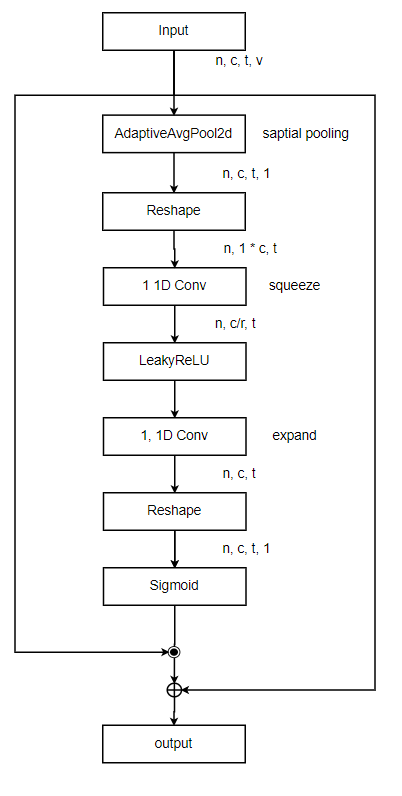 Input
n, c, t, v
AdaptiveAvgPool2d
saptial pooling
n, c, t, 1
Reshape
n, 1 * c, t
1 1D Conv
squeeze
n, c/r, t
LeakyReLU
1, 1D Conv
expand
n, c, t
Reshape
n, c, t, 1
Sigmoid
output